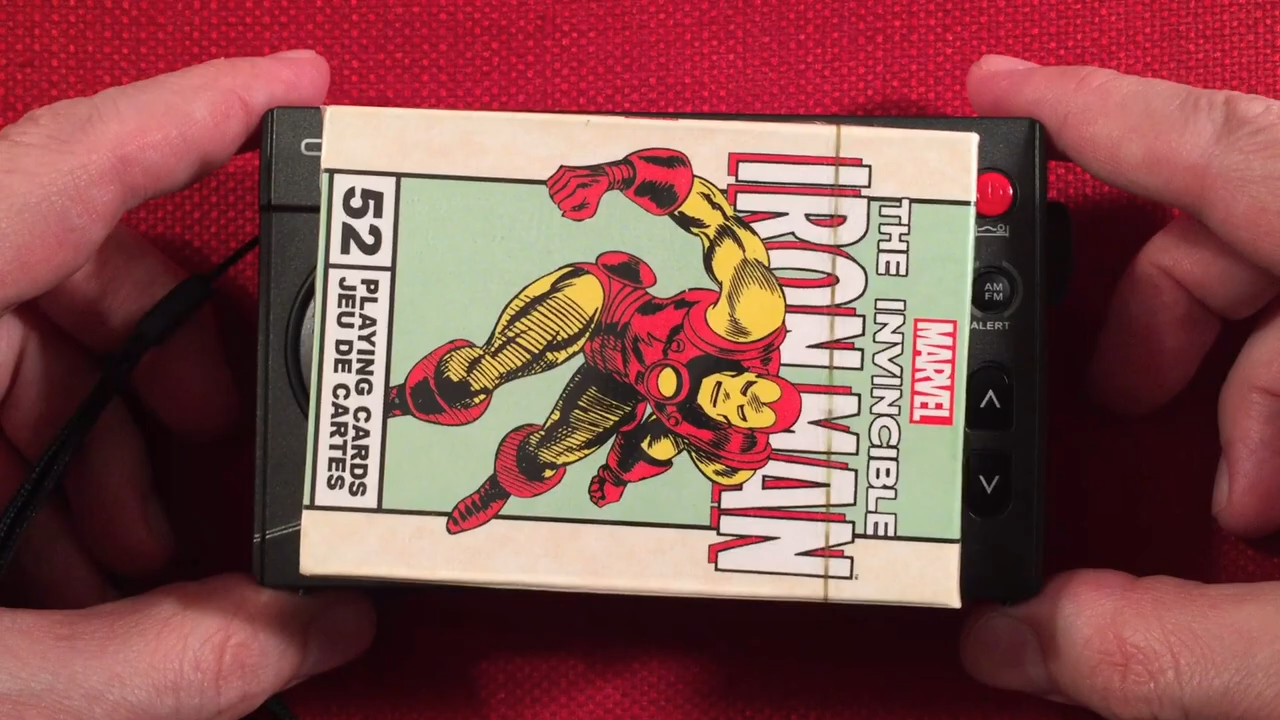 MARVEL
THE INVINCIBLE
IRON MAN
52
PLAYING CARDS
JEU DE CARTES
AM
FM
ALERT